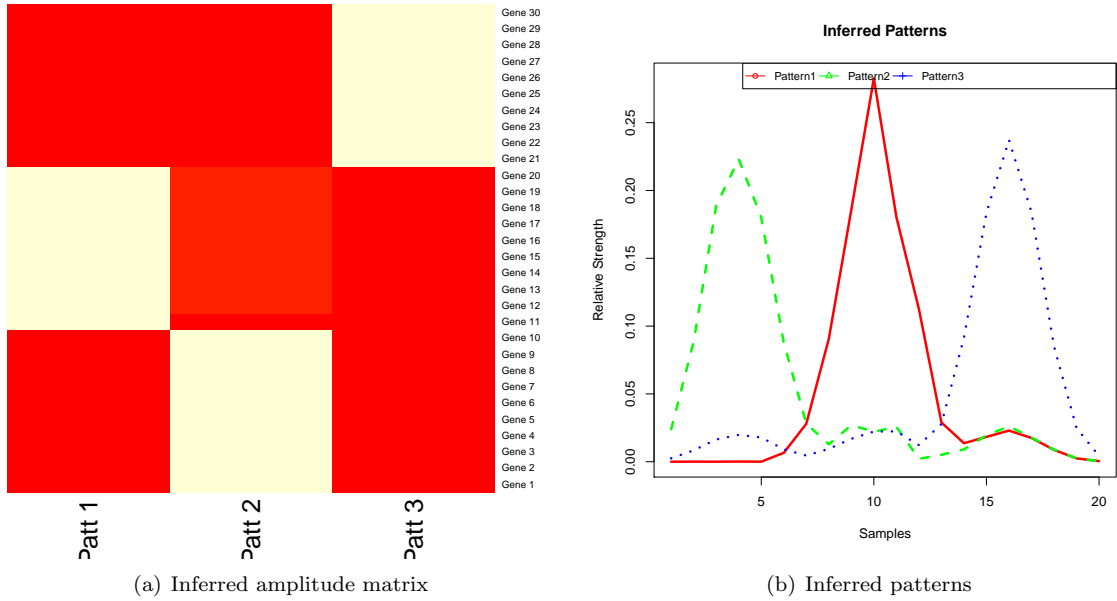 Gene 30
Gene 29
Gene 28
Gene 27
Gene 26
Gene 25
Gene 24
Gene 23
Gene 22
Gene 21
Gene 20
Gene 19
Gene 18
Gene 17
Gene 16
Gene 15
Gene 14
Gene 13
Gene 12
Gene 11
Gene 10
Gene 9
Gene 8
Gene 7
Gene 6
Gene 5
Gene 4
Gene 3
Gene 2
Gene 1
Patt 1
Patt 2
Patt 3
(a) Inferred amplitude matrix
Inferred Patterns
Pattern1 Pattern2 Pattern3
Relative Strength
0.25
0.20
0.15
0.10
0.05
0.00
5 10 15 20
Samples
(b) Inferred patterns